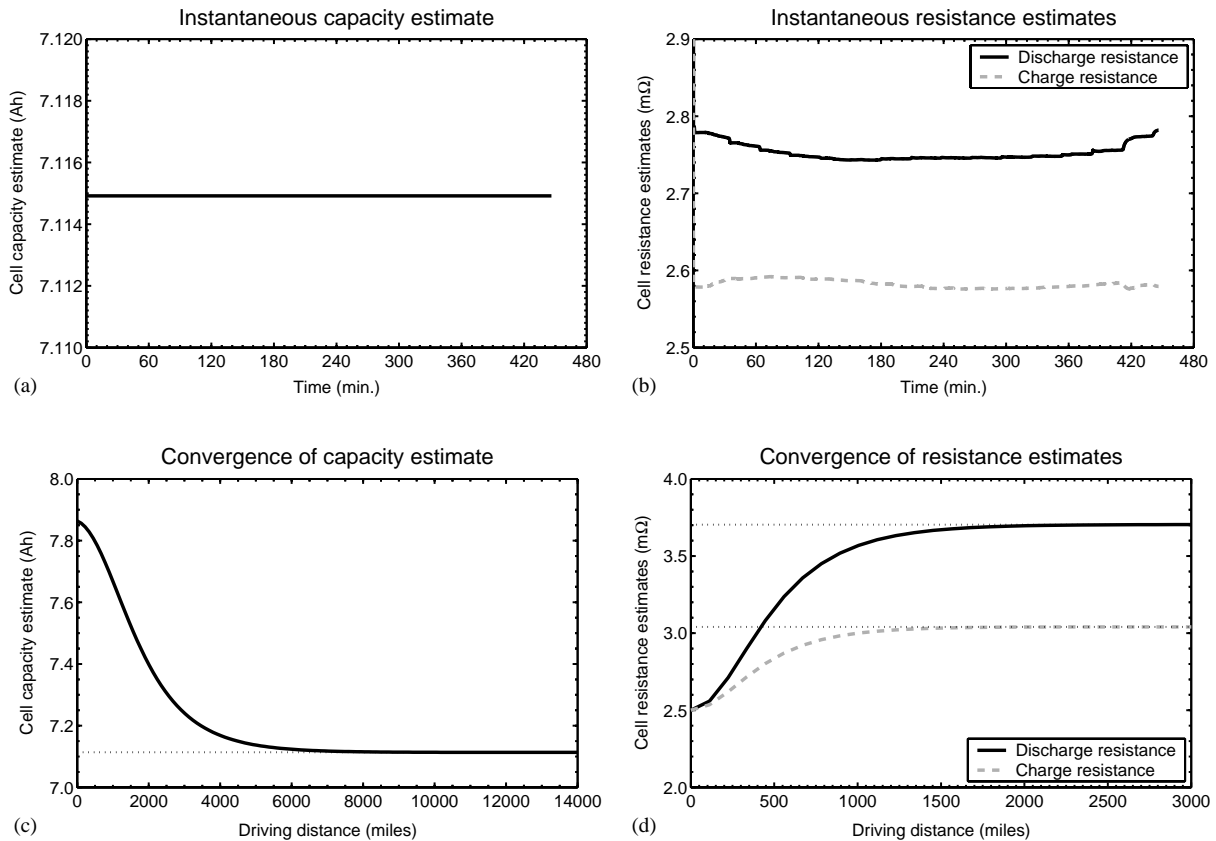 Instantaneous capacity estimate
7.120
7.118
7.116
7.114
7.112
7.110
Cell capacity estimate (Ah)
0 60 120 180 240 300 360 420 480
Time (min.)
(a)
Instantaneous resistance estimates
2.9
2.8
2.7
2.6
2.5
Cell resistance estimates (mΩ)
Discharge resistance
Charge resistance
0 60 120 180 240 300 360 420 480
Time (min.)
(b)
Convergence of capacity estimate
8.0
7.8
7.6
7.4
7.2
7.0
Cell capacity estimate (Ah)
0 2000 4000 6000 8000 10000 12000 14000
Driving distance (miles)
(c)
Convergence of resistance estimates
4.0
3.5
3.0
2.5
2.0
Cell resistance estimates (mΩ)
Discharge resistance
Charge resistance
0 500 1000 1500 2000 2500 3000
Driving distance (miles)
(d)